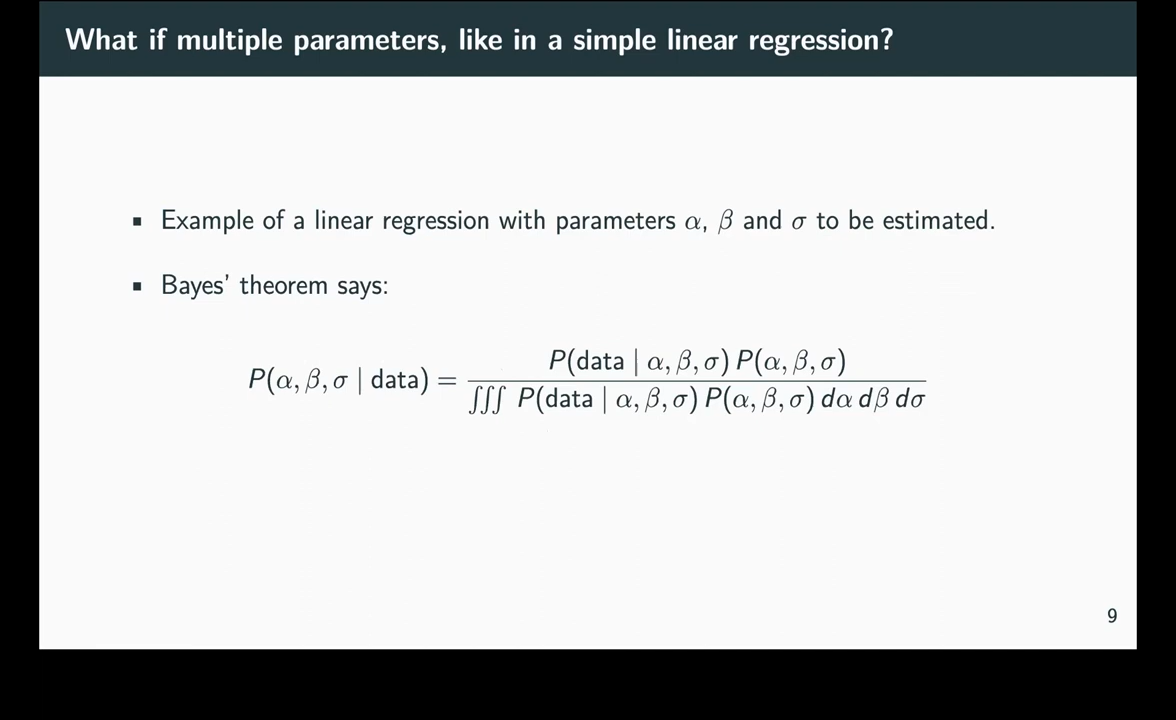 What if multiple parameters, like in a simple linear regression?
▪ Example of a linear regression with parameters α, β and σ to be estimated.
▪ Bayes’ theorem says:
P(data | α, β, σ) P(α, β, σ)
P(α, β, σ | data) =
∭ P(data | α, β, σ) P(α, β, σ) dα dβ dσ
9